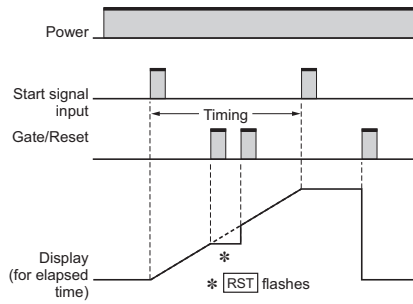 Power
Start signal
input
Timing
Gate/Reset
Display
(for elapsed
time)
*
* RST flashes